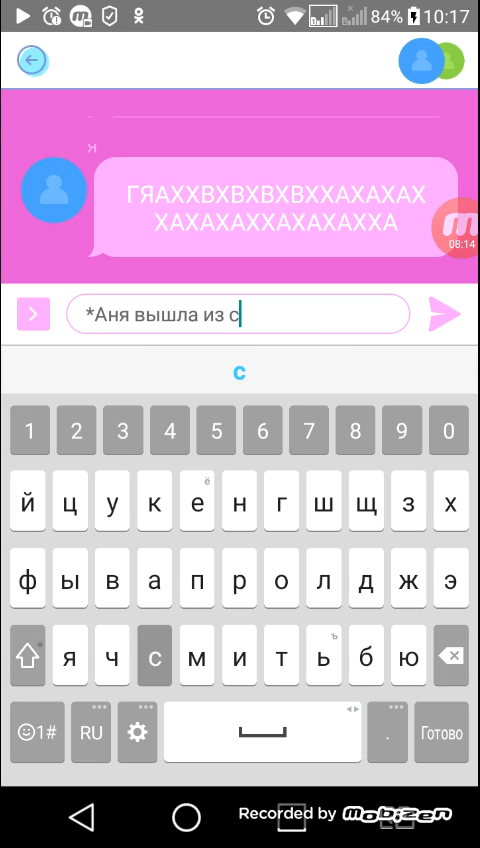 84% 10:17
Я
ГЯАХХВХВХВХВХХАХАХАХ
ХАХАХАХХАХАХАХХА
08:14
*Аня вышла из с
с
1 2 3 4 5 6 7 8 9 0
ё
й ц у к е н г ш щ з х
ф ы в а п р о л д ж э
ъ
я ч с м и т ь б ю
1# RU . Готово
Recorded by Mobizen